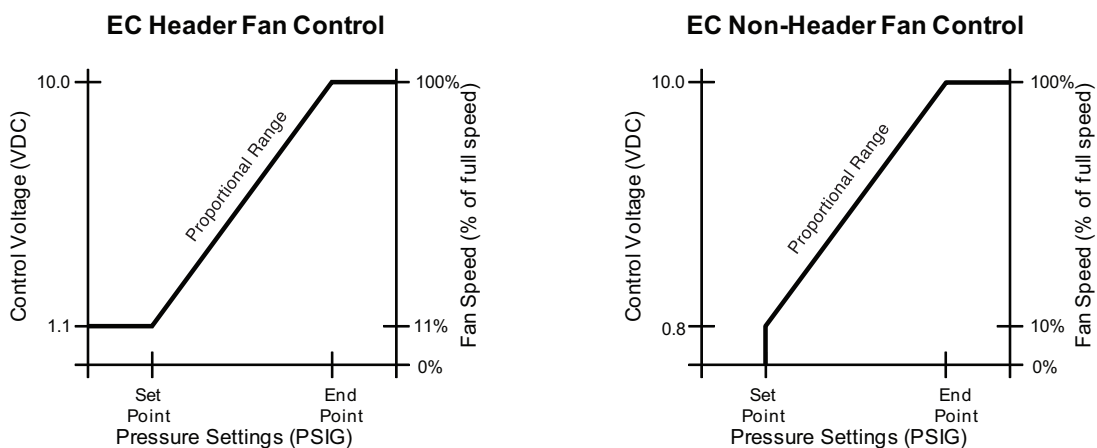 EC Header Fan Control
10.0
100%
Proportional Range
Control Voltage (VDC)
Fan Speed (% of full speed)
1.1
11%
0%
Set
Point
End
Point
Pressure Settings (PSIG)
EC Non-Header Fan Control
10.0
100%
Proportional Range
Control Voltage (VDC)
Fan Speed (% of full speed)
0.8
10%
0%
Set
Point
End
Point
Pressure Settings (PSIG)